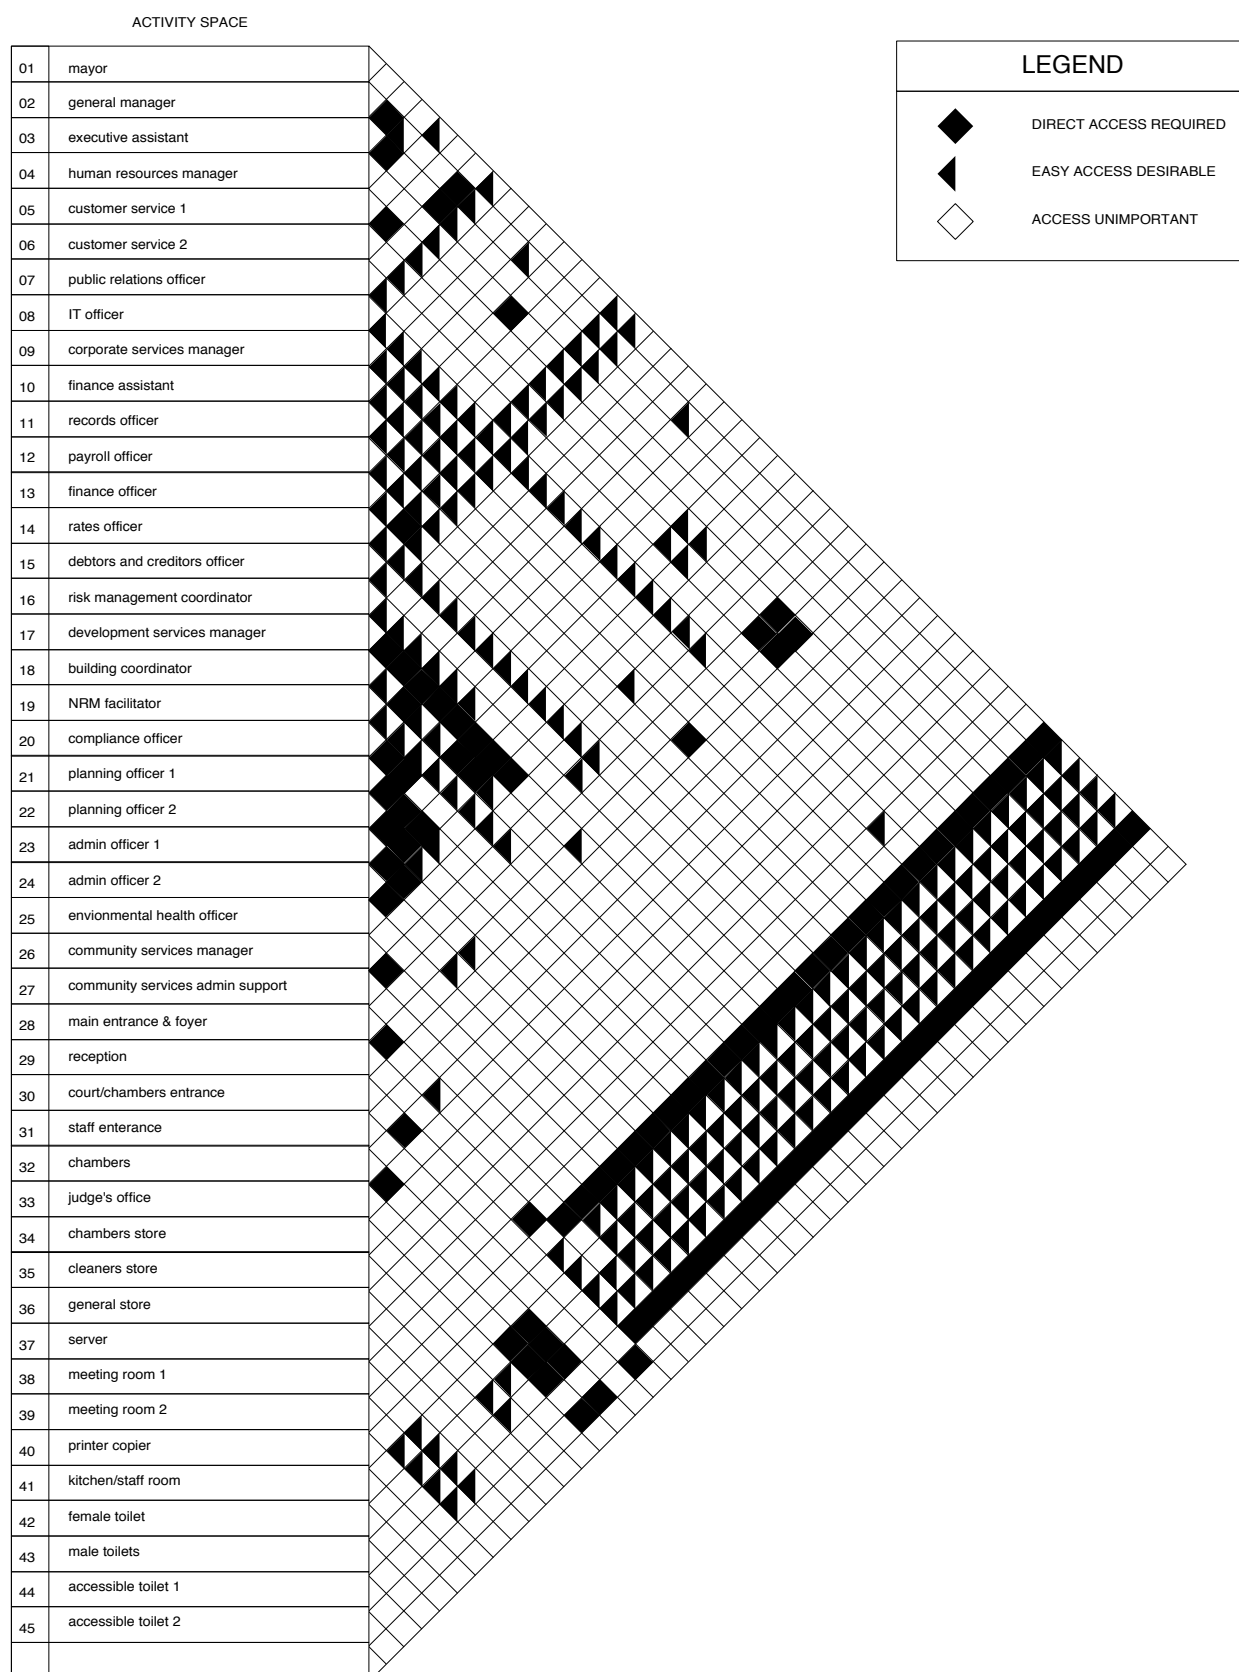 ACTIVITY SPACE
LEGEND
DIRECT ACCESS REQUIRED
EASY ACCESS DESIRABLE
ACCESS UNIMPORTANT
01 mayor
02 general manager
03 executive assistant
04 human resources manager
05 customer service 1
06 customer service 2
07 public relations officer
08 IT officer
09 corporate services manager
10 finance assistant
11 records officer
12 payroll officer
13 finance officer
14 rates officer
15 debtors and creditors officer
16 risk management coordinator
17 development services manager
18 building coordinator
19 NRM facilitator
20 compliance officer
21 planning officer 1
22 planning officer 2
23 admin officer 1
24 admin officer 2
25 envionmental health officer
26 community services manager
27 community services admin support
28 main entrance & foyer
29 reception
30 court/chambers entrance
31 staff enterance
32 chambers
33 judge's office
34 chambers store
35 cleaners store
36 general store
37 server
38 meeting room 1
39 meeting room 2
40 printer copier
41 kitchen/staff room
42 female toilet
43 male toilets
44 accessible toilet 1
45 accessible toilet 2